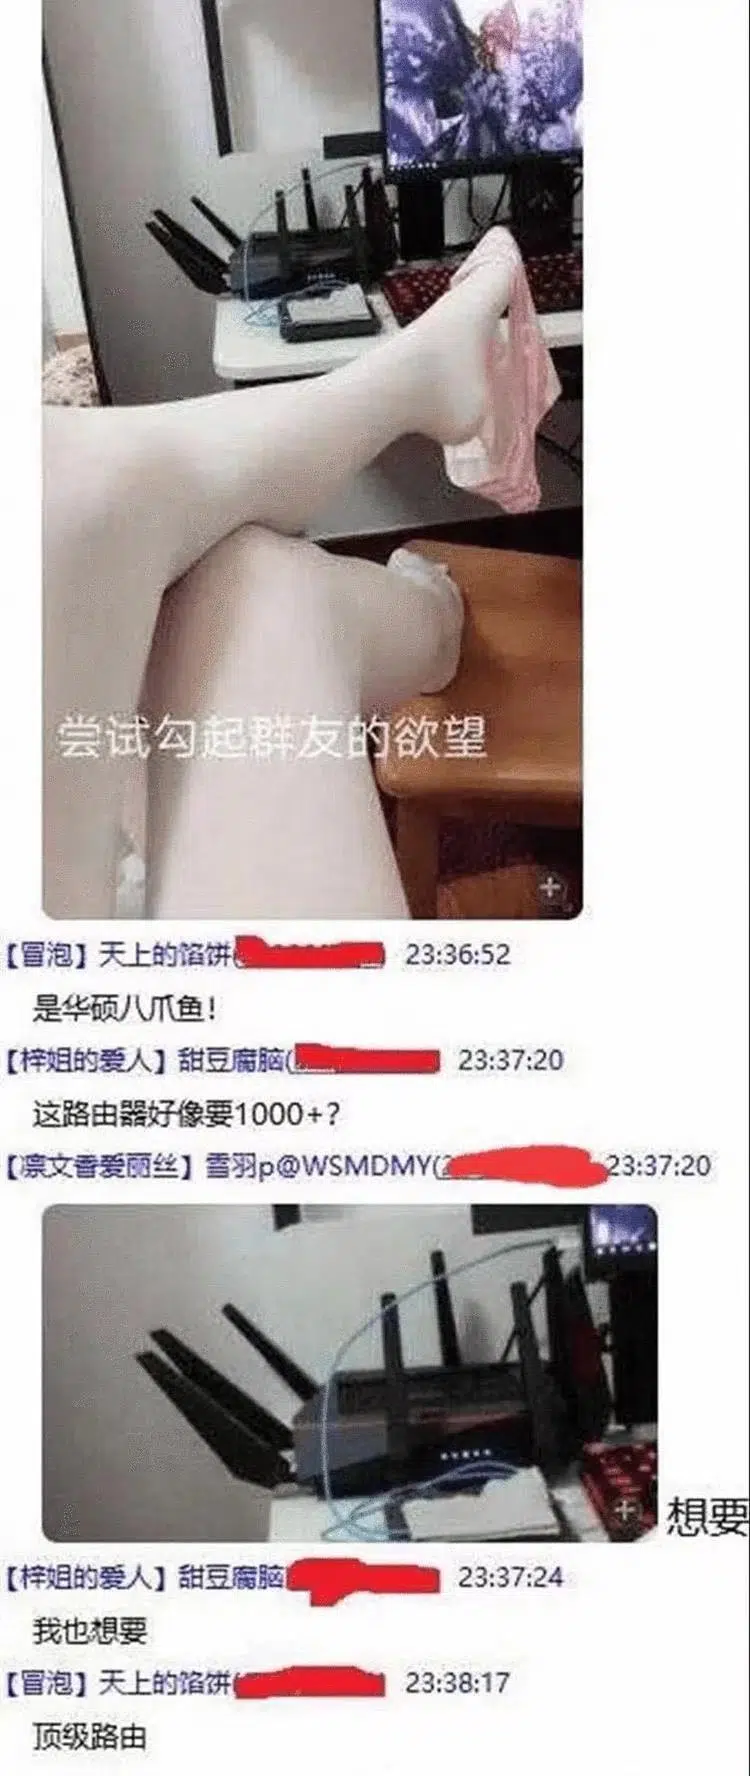 尝试勾起群友的欲望
【冒泡】天上的馅饼( 23:36:52
是华硕八爪鱼!
【梓姐的爱人】甜豆腐脑( 23:37:20
这路由器好像要1000+?
【凛文香爱丽丝】雪羽p@WSMDMY( 23:37:20
想要
【梓姐的爱人】甜豆腐脑 23:37:24
我也想要
【冒泡】天上的馅饼( 23:38:17
顶级路由